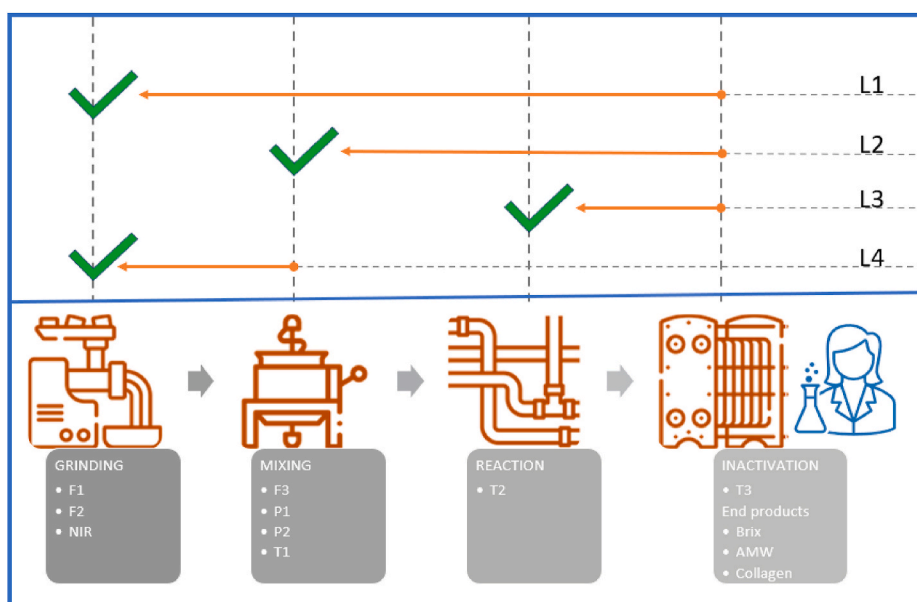 L1
L2
L3
L4
GRINDING
• F1
• F2
• NIR
MIXING
• F3
• P1
• P2
• T1
REACTION
• T2
INACTIVATION
• T3
End products
• Brix
• AMW
• Collagen